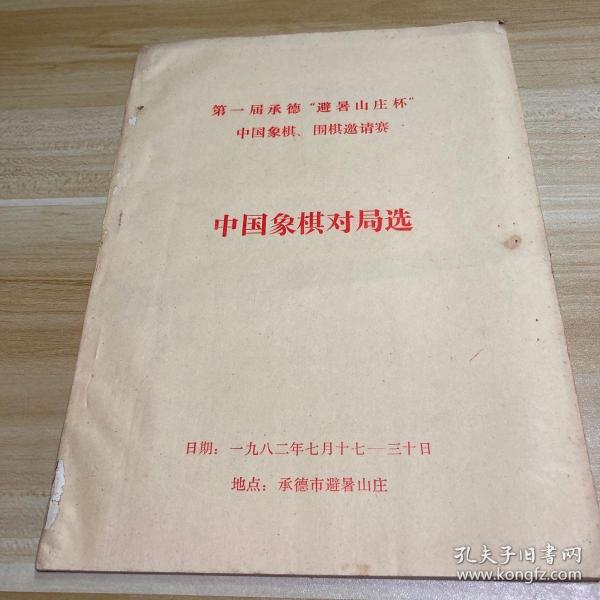 第一届承德“避暑山庄杯”
中国象棋、围棋邀请赛
中国象棋对局选
日期：一九八二年七月十七—三十日
地点：承德市避暑山庄
孔夫子旧书网
www.kongfz.com